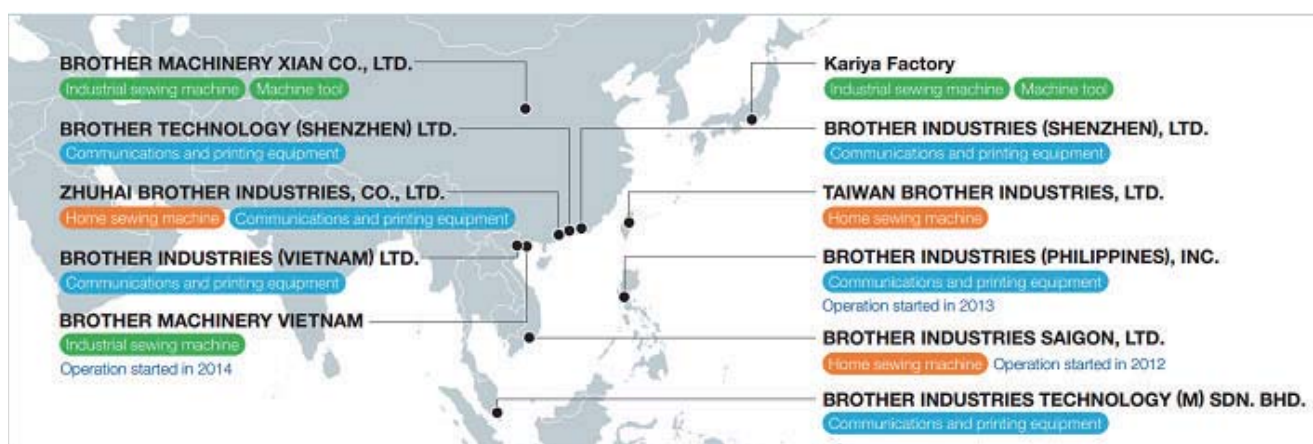 BROTHER MACHINERY XIAN CO., LTD.
Industrial sewing machine Machine tool
BROTHER TECHNOLOGY (SHENZHEN) LTD.
Communications and printing equipment
ZHUHAI BROTHER INDUSTRIES, CO., LTD.
Home sewing machine Communications and printing equipment
BROTHER INDUSTRIES (VIETNAM) LTD.
Communications and printing equipment
BROTHER MACHINERY VIETNAM
Industrial sewing machine
Operation started in 2014
Kariya Factory
Industrial sewing machine Machine tool
BROTHER INDUSTRIES (SHENZHEN), LTD.
Communications and printing equipment
TAIWAN BROTHER INDUSTRIES, LTD.
Home sewing machine
BROTHER INDUSTRIES (PHILIPPINES), INC.
Communications and printing equipment
Operation started in 2013
BROTHER INDUSTRIES SAIGON, LTD.
Home sewing machine Operation started in 2012
BROTHER INDUSTRIES TECHNOLOGY (M) SDN. BHD.
Communications and printing equipment